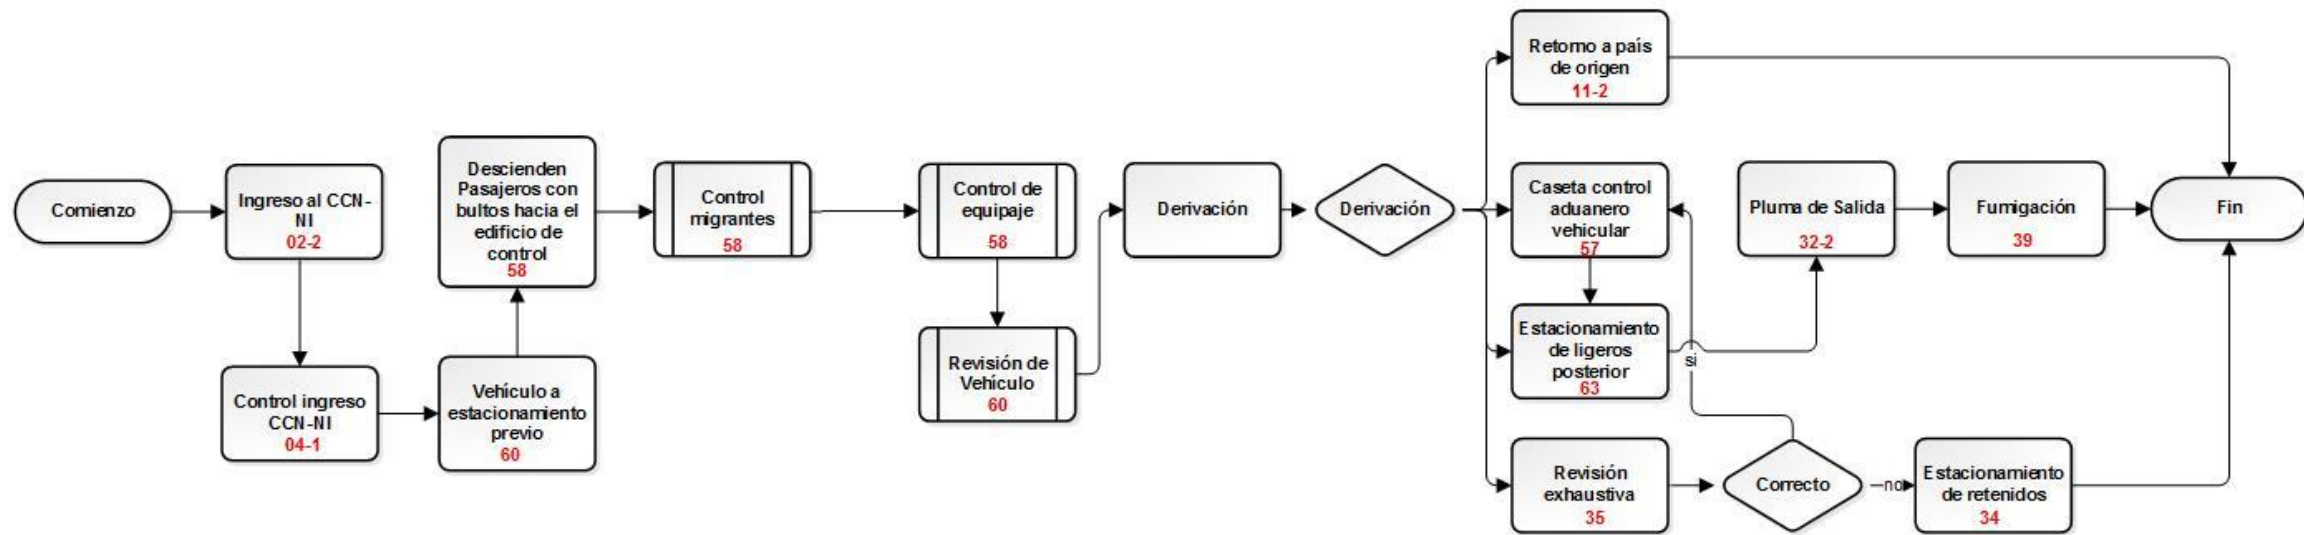 Comienzo
Ingreso al CCN-
NI
02-2
Control ingreso
CCN-NI
04-1
Vehículo a
estacionamiento
previo
60
Descienden
Pasajeros con
bultos hacia el
edificio de
control
58
Control
migrantes
58
Control de
equipaje
58
Revisión de
Vehículo
60
Derivación
Derivación
Retorno a país
de origen
11-2
Caseta control
aduanero
vehicular
57
Estacionamiento
de ligeros
posterior
63
si
Revisión
exhaustiva
35
Correcto
no
Estacionamiento
de retenidos
34
Pluma de Salida
32-2
Fumigación
39
Fin